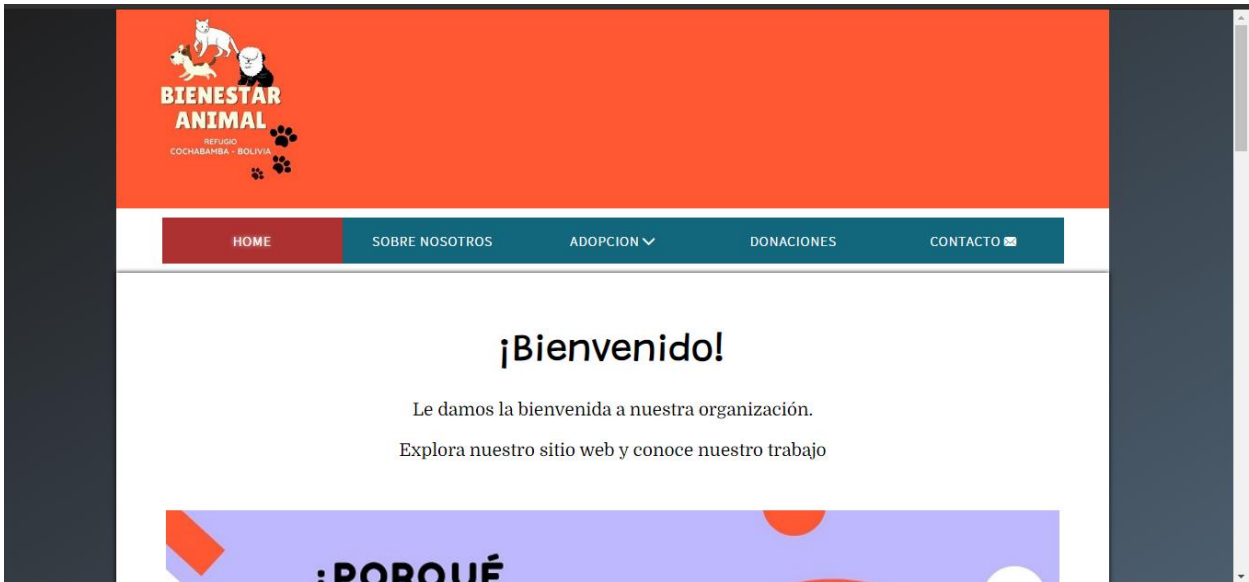 BIENESTAR
ANIMAL
REFUGIO
COCHABAMBA - BOLIVIA
HOME
SOBRE NOSOTROS
ADOPCION
DONACIONES
CONTACTO
¡Bienvenido!
Le damos la bienvenida a nuestra organización.
Explora nuestro sitio web y conoce nuestro trabajo
¿PORQUÉ